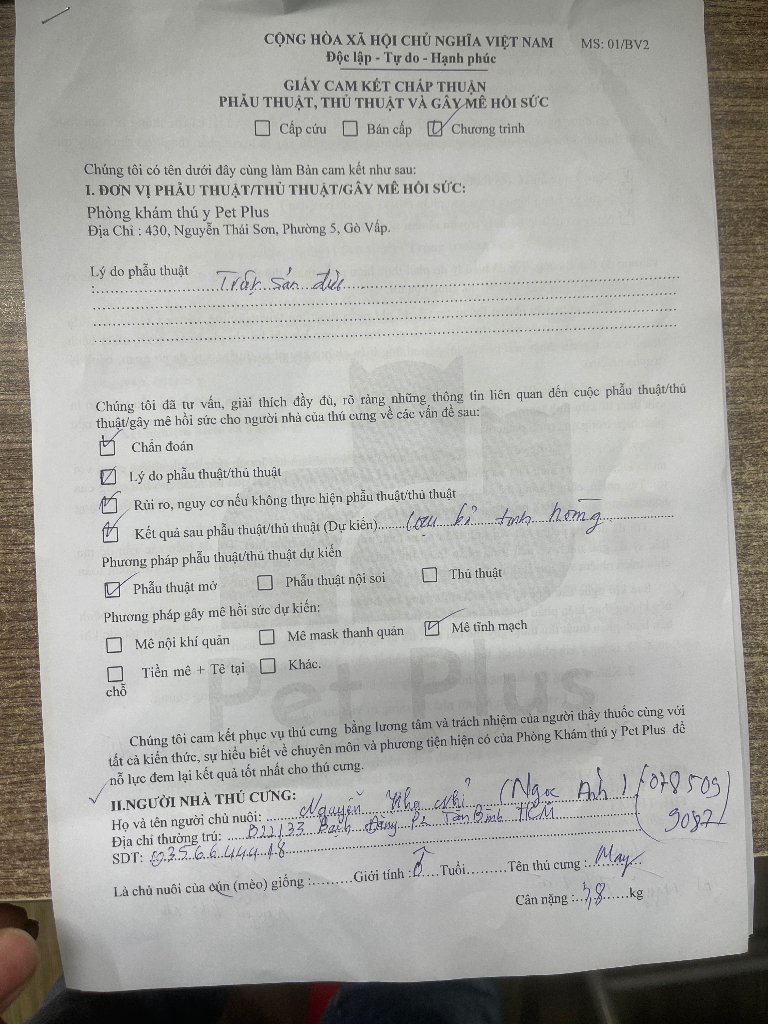 CỘNG HÒA XÃ HỘI CHỦ NGHĨA VIỆT NAM MS: 01/BV2
Độc lập - Tự do - Hạnh phúc
GIẤY CAM KẾT CHẤP THUẬN
PHẪU THUẬT, THỦ THUẬT VÀ GÂY MÊ HỒI SỨC
Cấp cứu Bán cấp Chương trình
Chúng tôi có tên dưới đây cùng làm Bản cam kết như sau:
I. ĐƠN VỊ PHẪU THUẬT/THỦ THUẬT/GÂY MÊ HỒI SỨC:
Phòng khám thú y Pet Plus
Địa Chỉ : 430, Nguyễn Thái Sơn, Phường 5, Gò Vấp.
Lý do phẫu thuật
: Triệt sản đực
Chúng tôi đã tư vấn, giải thích đầy đủ, rõ ràng những thông tin liên quan đến cuộc phẫu thuật/thủ
thuật/gây mê hồi sức cho người nhà của thú cưng về các vấn đề sau:
Chẩn đoán
Lý do phẫu thuật/thủ thuật
Rủi ro, nguy cơ nếu không thực hiện phẫu thuật/thủ thuật
Kết quả sau phẫu thuật/thủ thuật (Dự kiến) loại bỏ tinh hoàn
Phương pháp phẫu thuật/thủ thuật dự kiến
Phẫu thuật mở Phẫu thuật nội soi Thủ thuật
Phương pháp gây mê hồi sức dự kiến:
Mê nội khí quản Mê mask thanh quản Mê tĩnh mạch
Tiền mê + Tê tại Khác.
chỗ
Pet Plus
Chúng tôi cam kết phục vụ thú cưng bằng lương tâm và trách nhiệm của người thầy thuốc cùng với
tất cả kiến thức, sự hiểu biết về chuyên môn và phương tiện hiện có của Phòng Khám thú y Pet Plus để
nỗ lực đem lại kết quả tốt nhất cho thú cưng.
II.NGƯỜI NHÀ THÚ CƯNG:
Họ và tên người chủ nuôi: Nguyễn Nhi (Ngọc Anh) (078509
Địa chỉ thường trú: B22/33 Bạch Đằng P2 Tân Bình HCM 9087)
SDT: 0356644418
Là chủ nuôi của cún (mèo) giống : Giới tính : ♂ Tuổi Tên thú cưng : May
Cân nặng : 3,8 kg